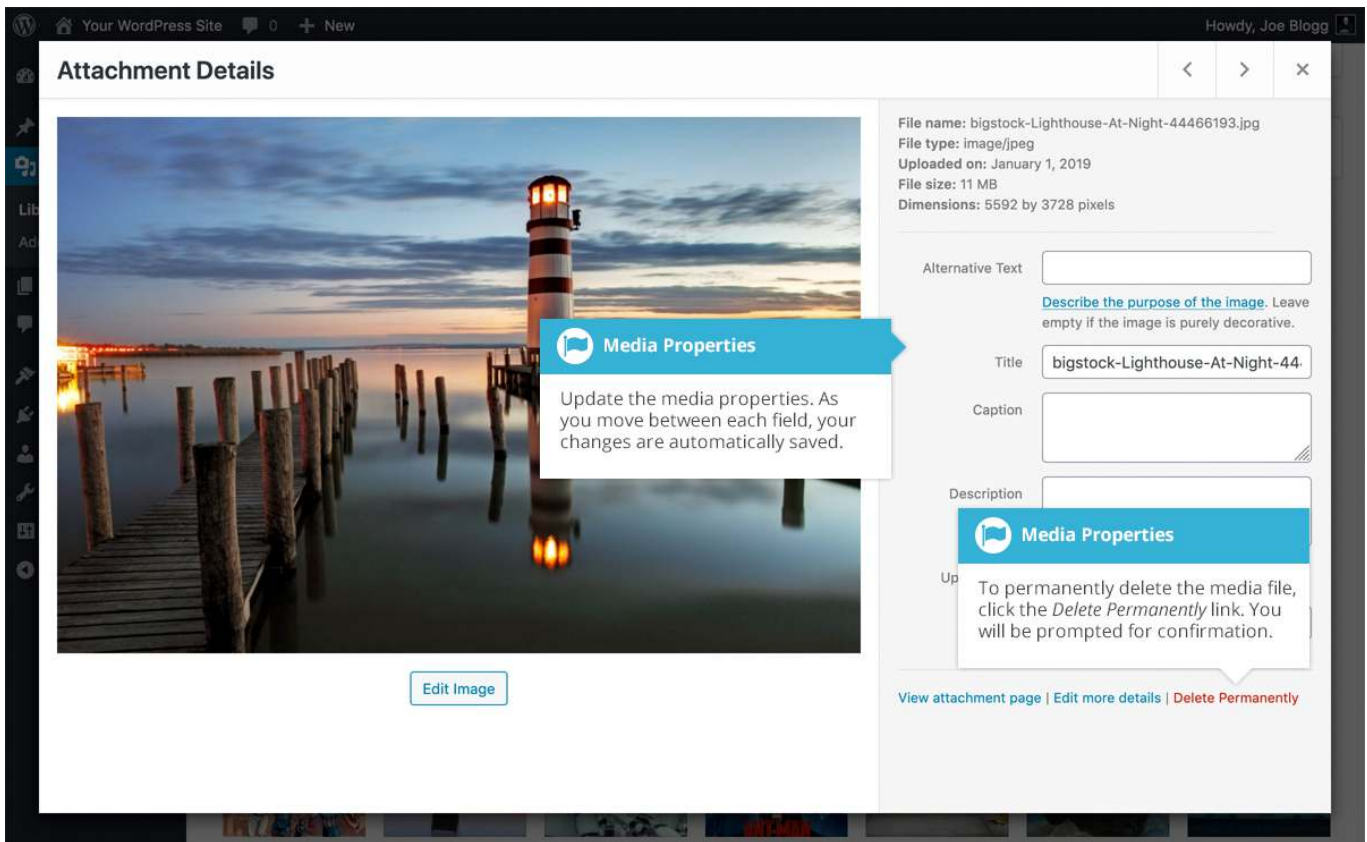 Your WordPress Site 0 + New Howdy, Joe Blogg
Attachment Details
File name: bigstock-Lighthouse-At-Night-44466193.jpg
File type: image/jpeg
Uploaded on: January 1, 2019
File size: 11 MB
Dimensions: 5592 by 3728 pixels
Lib
Ad
Alternative Text
Describe the purpose of the image. Leave
empty if the image is purely decorative.
Media Properties
Update the media properties. As
you move between each field, your
changes are automatically saved.
Title bigstock-Lighthouse-At-Night-44
Caption
Description
Media Properties
Up
To permanently delete the media file,
click the Delete Permanently link. You
will be prompted for confirmation.
Edit Image
View attachment page | Edit more details | Delete Permanently
ANT-MAN